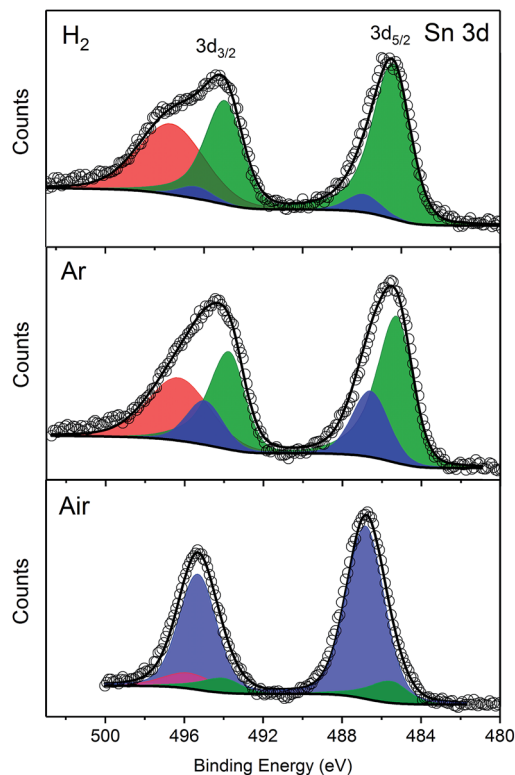 H₂ 3d₃/₂ 3d₅/₂ Sn 3d
Counts
Ar
Counts
Air
Counts
500 496 492 488 484 480
Binding Energy (eV)